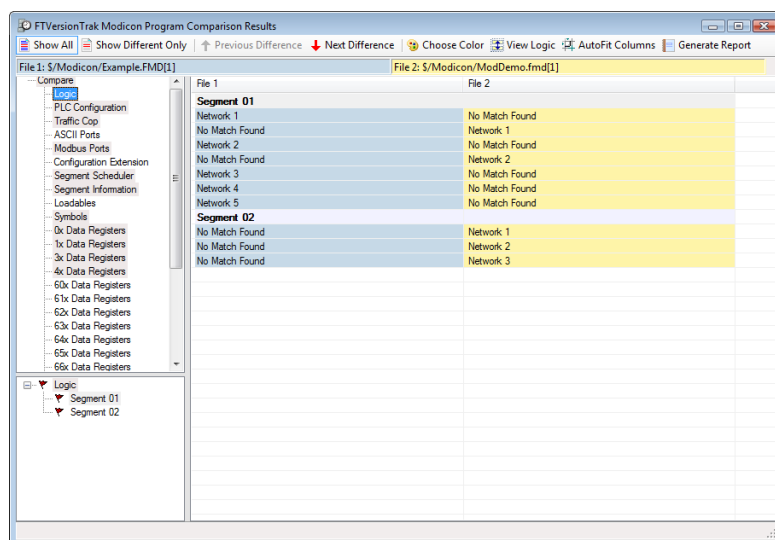 FTVersionTrak Modicon Program Comparison Results
Show All Show Different Only Previous Difference Next Difference Choose Color View Logic AutoFit Columns Generate Report
File 1: $/Modicon/Example.FMD[1] File 2: $/Modicon/ModDemo.fmd[1]
Compare
Logic
PLC Configuration
Traffic Cop
ASCII Ports
Modbus Ports
Configuration Extension
Segment Scheduler
Segment Information
Loadables
Symbols
0x Data Registers
1x Data Registers
3x Data Registers
4x Data Registers
60x Data Registers
61x Data Registers
62x Data Registers
63x Data Registers
64x Data Registers
65x Data Registers
66x Data Registers
File 1 File 2
Segment 01
Network 1 No Match Found
No Match Found Network 1
Network 2 No Match Found
No Match Found Network 2
Network 3 No Match Found
Network 4 No Match Found
Network 5 No Match Found
Segment 02
No Match Found Network 1
No Match Found Network 2
No Match Found Network 3
Logic
Segment 01
Segment 02